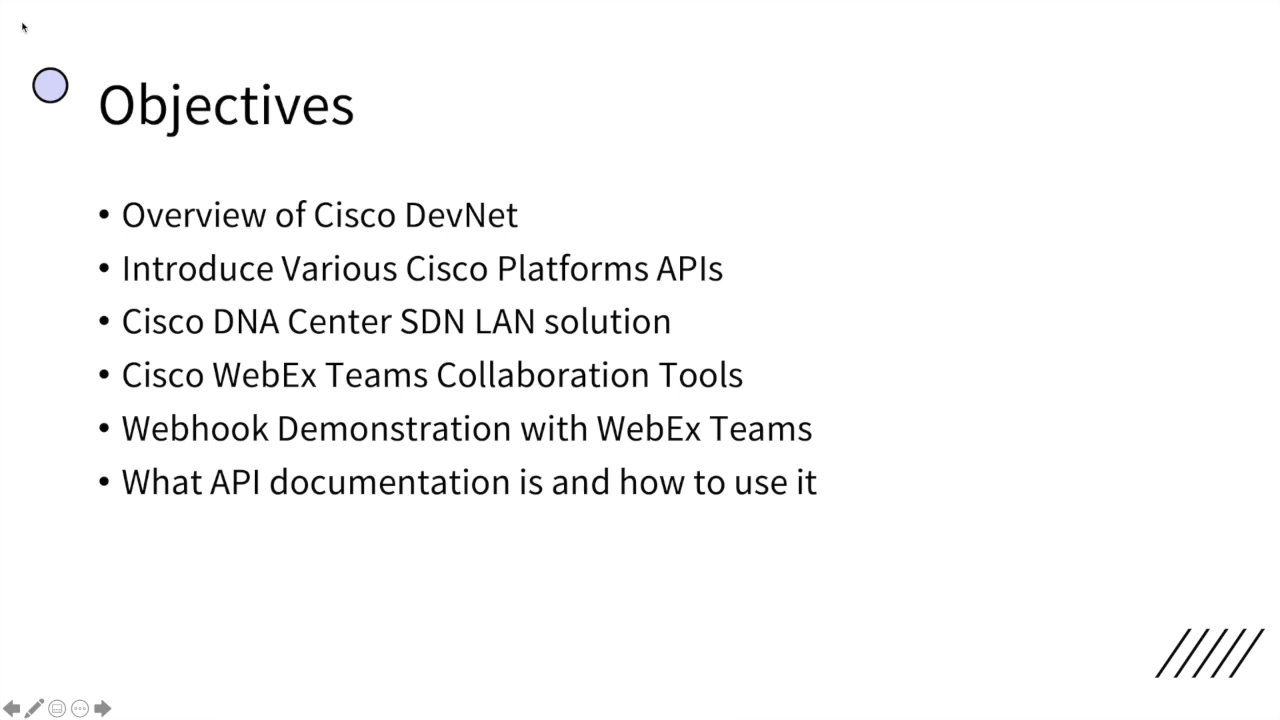 Objectives
• Overview of Cisco DevNet
• Introduce Various Cisco Platforms APIs
• Cisco DNA Center SDN LAN solution
• Cisco WebEx Teams Collaboration Tools
• Webhook Demonstration with WebEx Teams
• What API documentation is and how to use it